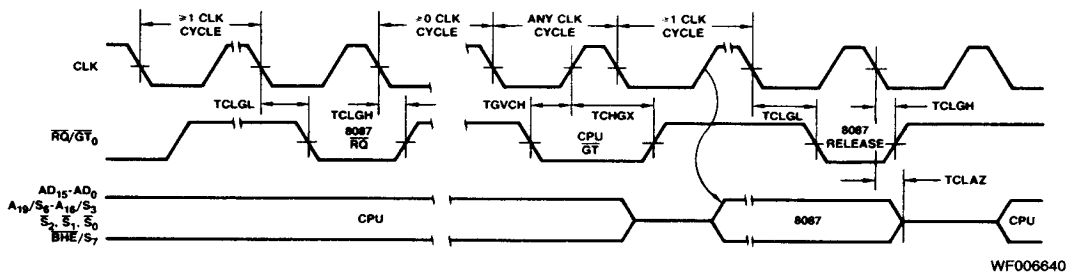 ≥1 CLK
CYCLE
≥0 CLK
CYCLE
ANY CLK
CYCLE
≥1 CLK
CYCLE
CLK
TCLGL
TCLGH
TGVCH
TCHGX
TCLGL
TCLGH
RQ/GT0
8087
RQ
CPU
GT
8087
RELEASE
TCLAZ
AD15-AD0
A19/S6-A16/S3
S2, S1, S0
BHE/S7
CPU
8087
CPU
WF006640